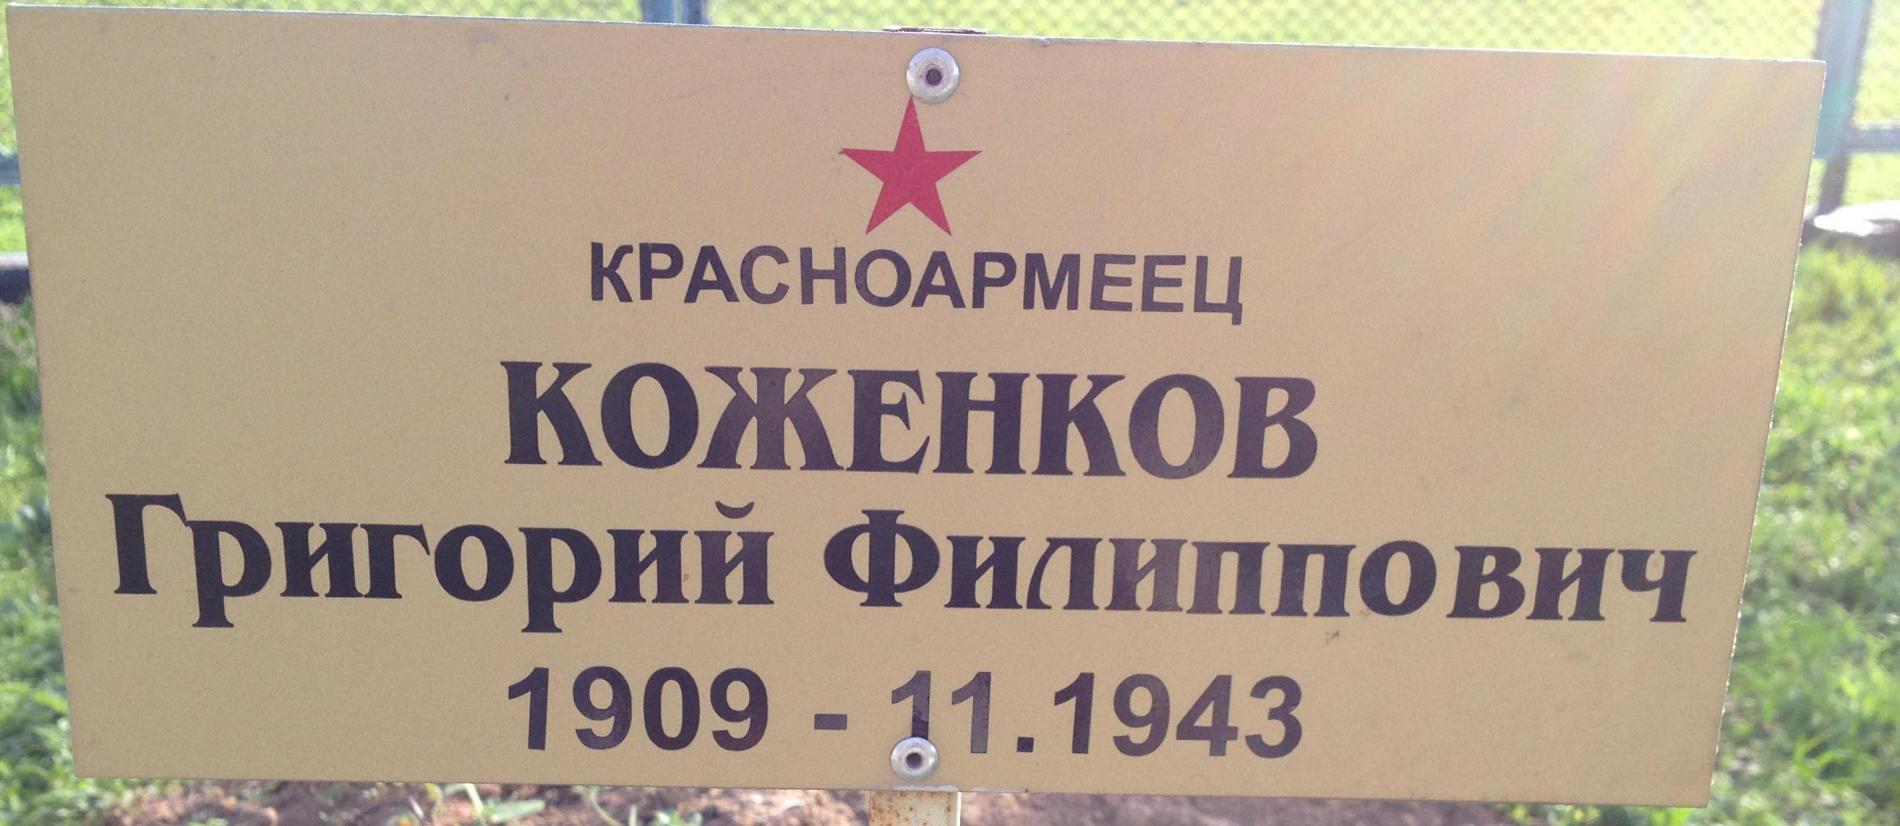 КРАСНОАРМЕЕЦ
КОЖЕНКОВ
Григорий Филиппович
1909 - 11.1943